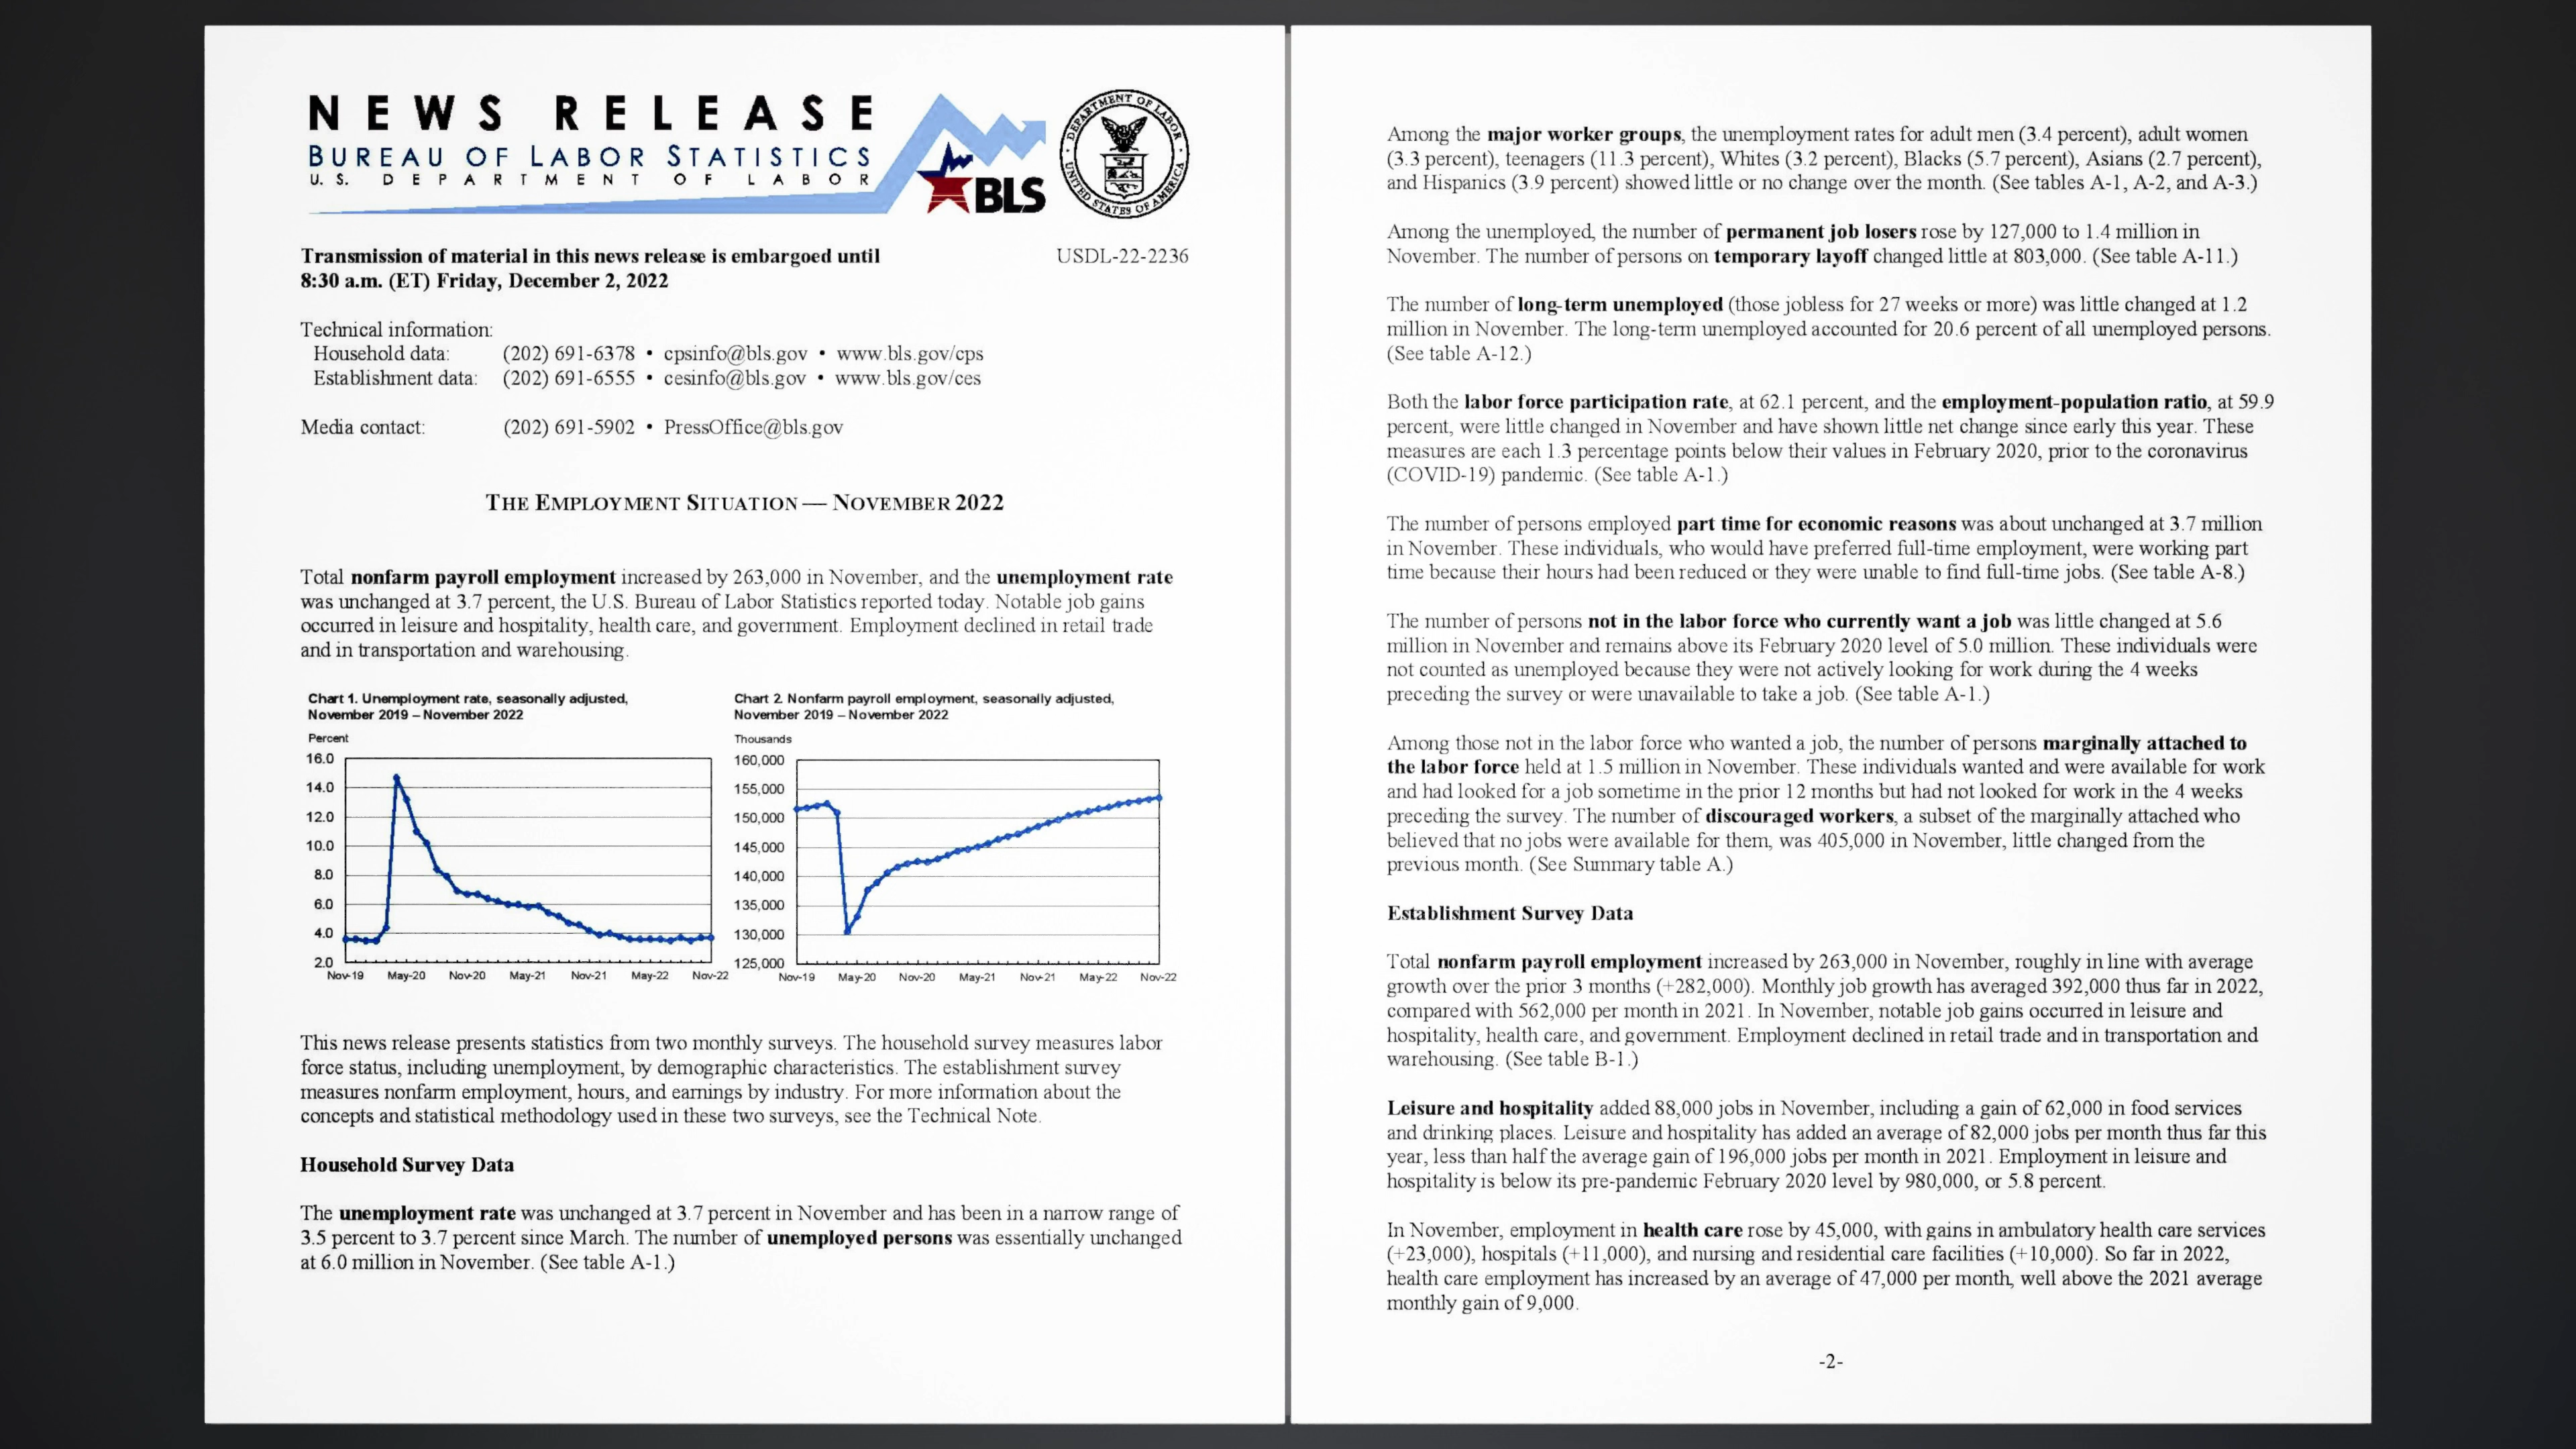 NEWS RELEASE
BUREAU OF LABOR STATISTICS
U. S. DEPARTMENT OF LABOR
BLS
DEPARTMENT OF LABOR
UNITED STATES OF AMERICA
Transmission of material in this news release is embargoed until
USDL-22-2236
8:30 a.m. (ET) Friday, December 2, 2022
Technical information:
Household data: (202) 691-6378 • cpsinfo@bls.gov • www.bls.gov/cps
Establishment data: (202) 691-6555 • cesinfo@bls.gov • www.bls.gov/ces
Media contact: (202) 691-5902 • PressOffice@bls.gov
THE EMPLOYMENT SITUATION — NOVEMBER 2022
Total nonfarm payroll employment increased by 263,000 in November, and the unemployment rate
was unchanged at 3.7 percent, the U.S. Bureau of Labor Statistics reported today. Notable job gains
occurred in leisure and hospitality, health care, and government. Employment declined in retail trade
and in transportation and warehousing.
Chart 1. Unemployment rate, seasonally adjusted,
November 2019 – November 2022
Percent
16.0
14.0
12.0
10.0
8.0
6.0
4.0
2.0
Nov-19 May-20 Nov-20 May-21 Nov-21 May-22 Nov-22
Chart 2. Nonfarm payroll employment, seasonally adjusted,
November 2019 – November 2022
Thousands
160,000
155,000
150,000
145,000
140,000
135,000
130,000
125,000
Nov-19 May-20 Nov-20 May-21 Nov-21 May-22 Nov-22
This news release presents statistics from two monthly surveys. The household survey measures labor
force status, including unemployment, by demographic characteristics. The establishment survey
measures nonfarm employment, hours, and earnings by industry. For more information about the
concepts and statistical methodology used in these two surveys, see the Technical Note.
Household Survey Data
The unemployment rate was unchanged at 3.7 percent in November and has been in a narrow range of
3.5 percent to 3.7 percent since March. The number of unemployed persons was essentially unchanged
at 6.0 million in November. (See table A-1.)
Among the major worker groups, the unemployment rates for adult men (3.4 percent), adult women
(3.3 percent), teenagers (11.3 percent), Whites (3.2 percent), Blacks (5.7 percent), Asians (2.7 percent),
and Hispanics (3.9 percent) showed little or no change over the month. (See tables A-1, A-2, and A-3.)
Among the unemployed, the number of permanent job losers rose by 127,000 to 1.4 million in
November. The number of persons on temporary layoff changed little at 803,000. (See table A-11.)
The number of long-term unemployed (those jobless for 27 weeks or more) was little changed at 1.2
million in November. The long-term unemployed accounted for 20.6 percent of all unemployed persons.
(See table A-12.)
Both the labor force participation rate, at 62.1 percent, and the employment-population ratio, at 59.9
percent, were little changed in November and have shown little net change since early this year. These
measures are each 1.3 percentage points below their values in February 2020, prior to the coronavirus
(COVID-19) pandemic. (See table A-1.)
The number of persons employed part time for economic reasons was about unchanged at 3.7 million
in November. These individuals, who would have preferred full-time employment, were working part
time because their hours had been reduced or they were unable to find full-time jobs. (See table A-8.)
The number of persons not in the labor force who currently want a job was little changed at 5.6
million in November and remains above its February 2020 level of 5.0 million. These individuals were
not counted as unemployed because they were not actively looking for work during the 4 weeks
preceding the survey or were unavailable to take a job. (See table A-1.)
Among those not in the labor force who wanted a job, the number of persons marginally attached to
the labor force held at 1.5 million in November. These individuals wanted and were available for work
and had looked for a job sometime in the prior 12 months but had not looked for work in the 4 weeks
preceding the survey. The number of discouraged workers, a subset of the marginally attached who
believed that no jobs were available for them, was 405,000 in November, little changed from the
previous month. (See Summary table A.)
Establishment Survey Data
Total nonfarm payroll employment increased by 263,000 in November, roughly in line with average
growth over the prior 3 months (+282,000). Monthly job growth has averaged 392,000 thus far in 2022,
compared with 562,000 per month in 2021. In November, notable job gains occurred in leisure and
hospitality, health care, and government. Employment declined in retail trade and in transportation and
warehousing. (See table B-1.)
Leisure and hospitality added 88,000 jobs in November, including a gain of 62,000 in food services
and drinking places. Leisure and hospitality has added an average of 82,000 jobs per month thus far this
year, less than half the average gain of 196,000 jobs per month in 2021. Employment in leisure and
hospitality is below its pre-pandemic February 2020 level by 980,000, or 5.8 percent.
In November, employment in health care rose by 45,000, with gains in ambulatory health care services
(+23,000), hospitals (+11,000), and nursing and residential care facilities (+10,000). So far in 2022,
health care employment has increased by an average of 47,000 per month, well above the 2021 average
monthly gain of 9,000.
-2-